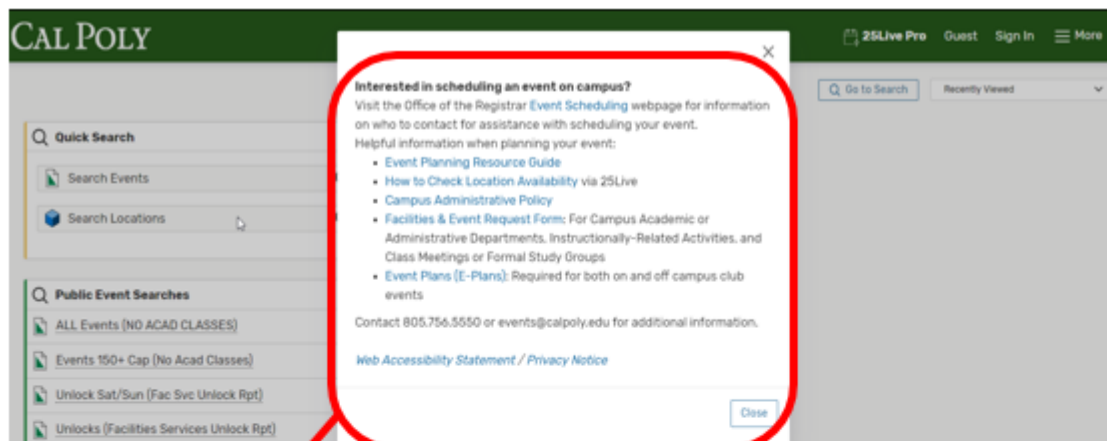 CAL POLY
25Live Pro Guest Sign In More
Go to Search Recently Viewed
Quick Search
Search Events
Search Locations
Public Event Searches
ALL Events (NO ACAD CLASSES)
Events 150+ Cap (No Acad Classes)
Unlock Sat/Sun (Fac Svc Unlock Rpt)
Unlocks (Facilities Services Unlock Rpt)
Interested in scheduling an event on campus?
Visit the Office of the Registrar Event Scheduling webpage for information
on who to contact for assistance with scheduling your event.
Helpful information when planning your event:
• Event Planning Resource Guide
• How to Check Location Availability via 25Live
• Campus Administrative Policy
• Facilities & Event Request Form: For Campus Academic or
Administrative Departments, Instructionally-Related Activities, and
Class Meetings or Formal Study Groups
• Event Plans (E-Plans): Required for both on and off campus club
events
Contact 805.756.5550 or events@calpoly.edu for additional information.
Web Accessibility Statement / Privacy Notice
Close